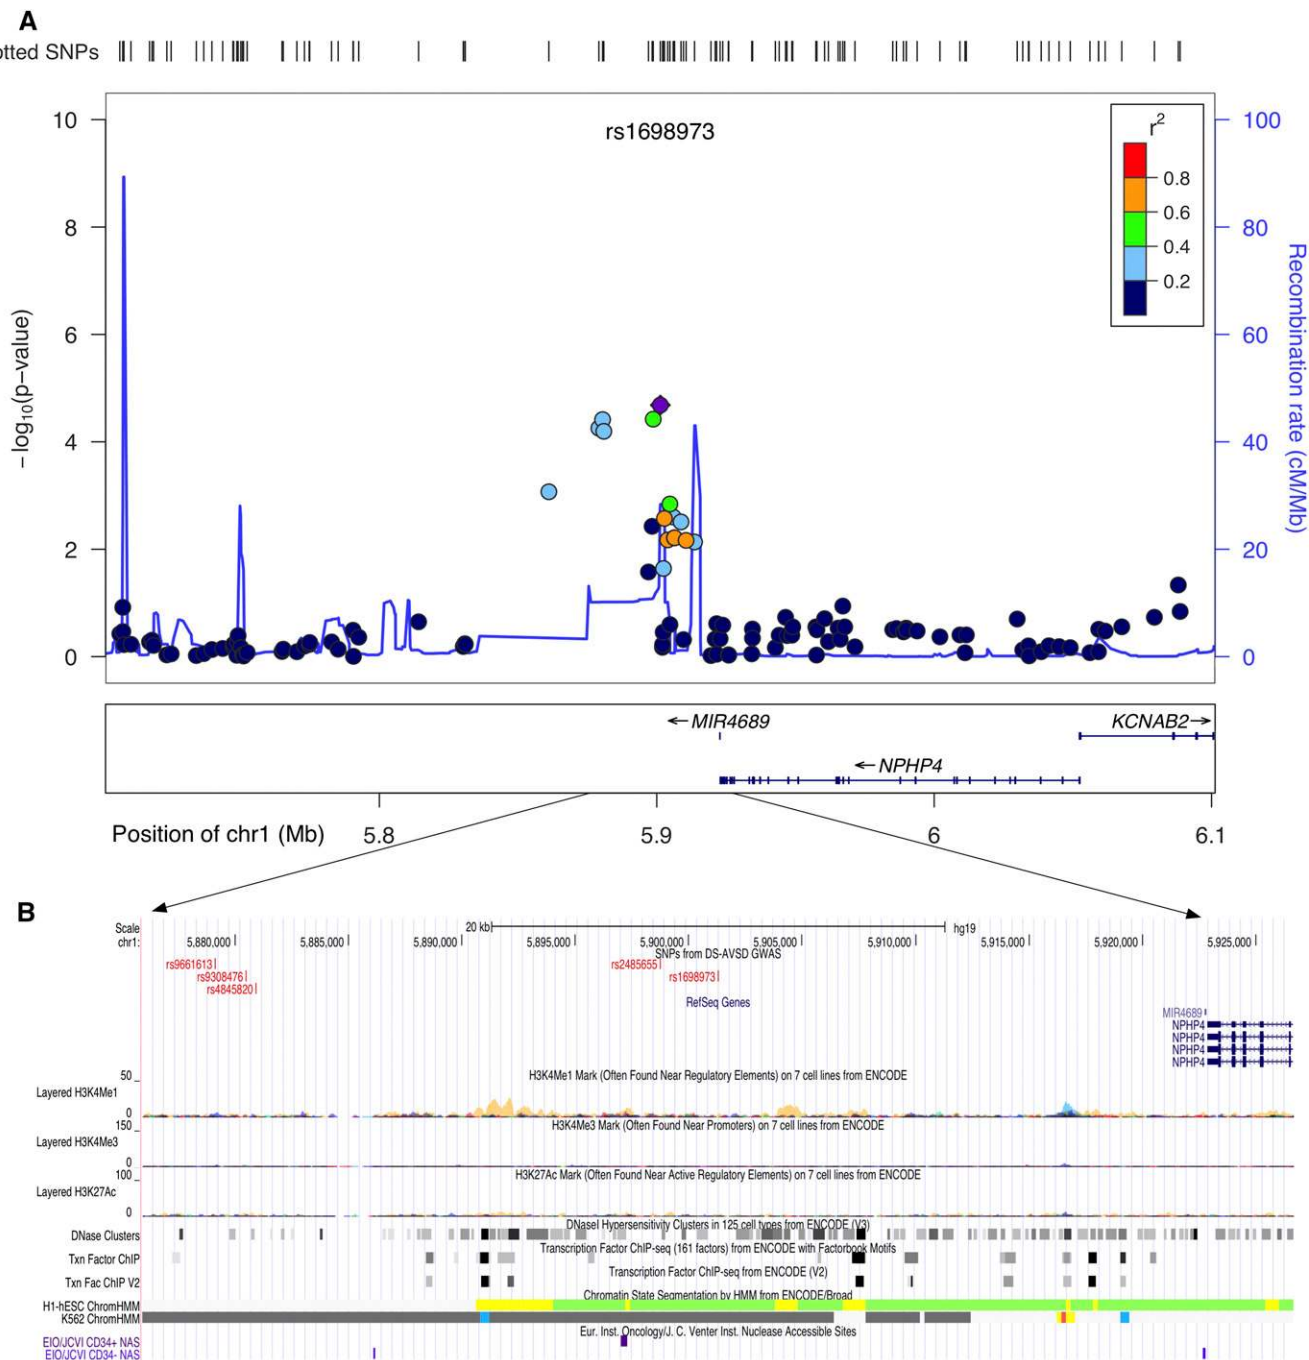 A
otted SNPs
rs1698973
10
8
6
4
2
0
– log10(p–value)
100
80
60
40
20
0
Recombination rate (cM/Mb)
r2
0.8
0.6
0.4
0.2
MIR4689
KCNAB2
NPHP4
Position of chr1 (Mb)
5.8
5.9
6
6.1
B
Scale
20 kb
hg19
chr1:
5,880,000
5,885,000
5,890,000
5,895,000
5,900,000
5,905,000
5,910,000
5,915,000
5,920,000
5,925,000
SNPs from DS-AVSD GWAS
rs9661613
rs9308476
rs4845820
rs2485655
rs1698973
RefSeq Genes
MIR4689
NPHP4
NPHP4
NPHP4
NPHP4
H3K4Me1 Mark (Often Found Near Regulatory Elements) on 7 cell lines from ENCODE
50
Layered H3K4Me1
0
H3K4Me3 Mark (Often Found Near Promoters) on 7 cell lines from ENCODE
150
Layered H3K4Me3
0
H3K27Ac Mark (Often Found Near Active Regulatory Elements) on 7 cell lines from ENCODE
100
Layered H3K27Ac
0
DNaseI Hypersensitivity Clusters in 125 cell types from ENCODE (V3)
DNase Clusters
Transcription Factor ChIP-seq (161 factors) from ENCODE with Factorbook Motifs
Txn Factor ChIP
Transcription Factor ChIP-seq from ENCODE (V2)
Txn Fac ChIP V2
Chromatin State Segmentation by HMM from ENCODE/Broad
H1-hESC ChromHMM
K562 ChromHMM
Eur. Inst. Oncology/J. C. Venter Inst. Nuclease Accessible Sites
EIO/JCVI CD34+ NAS
EIO/JCVI CD34- NAS